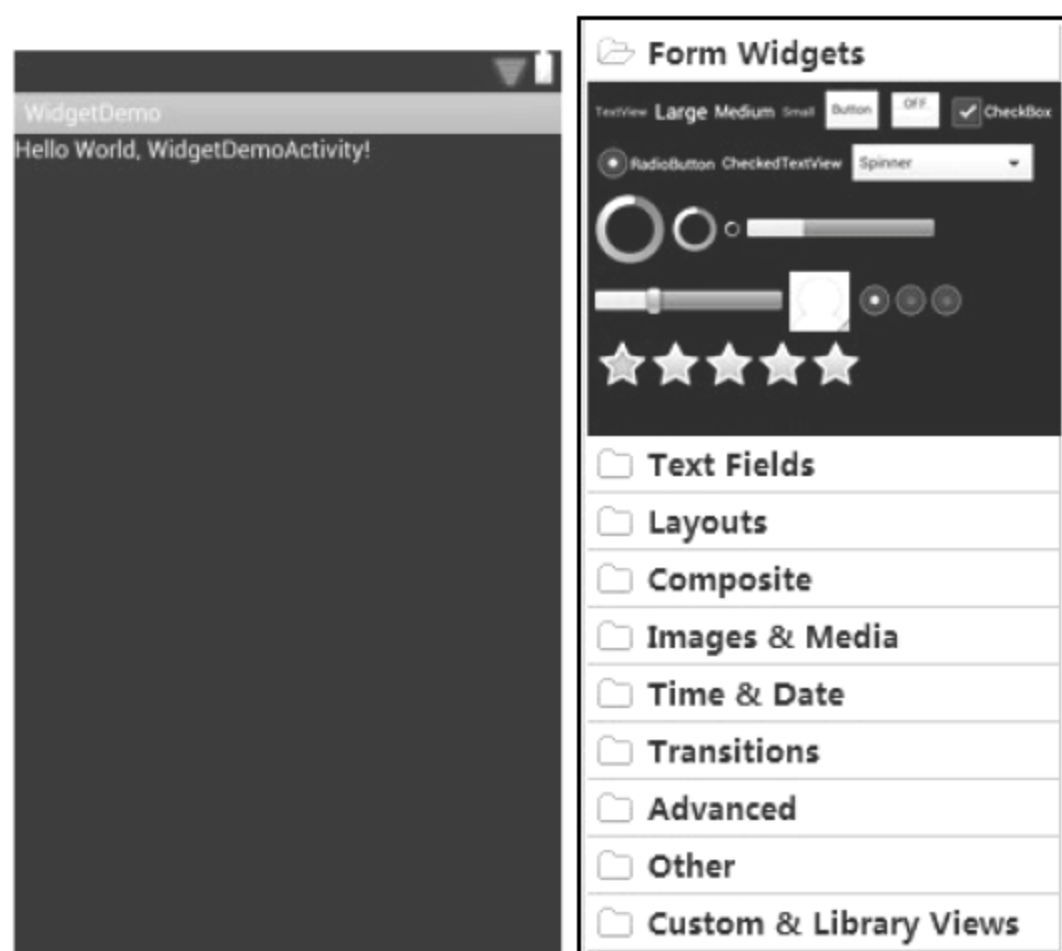 WidgetDemo
Hello World, WidgetDemoActivity!
Form Widgets
TextView Large Medium Small Button OFF CheckBox
RadioButton CheckedTextView Spinner
Text Fields
Layouts
Composite
Images & Media
Time & Date
Transitions
Advanced
Other
Custom & Library Views